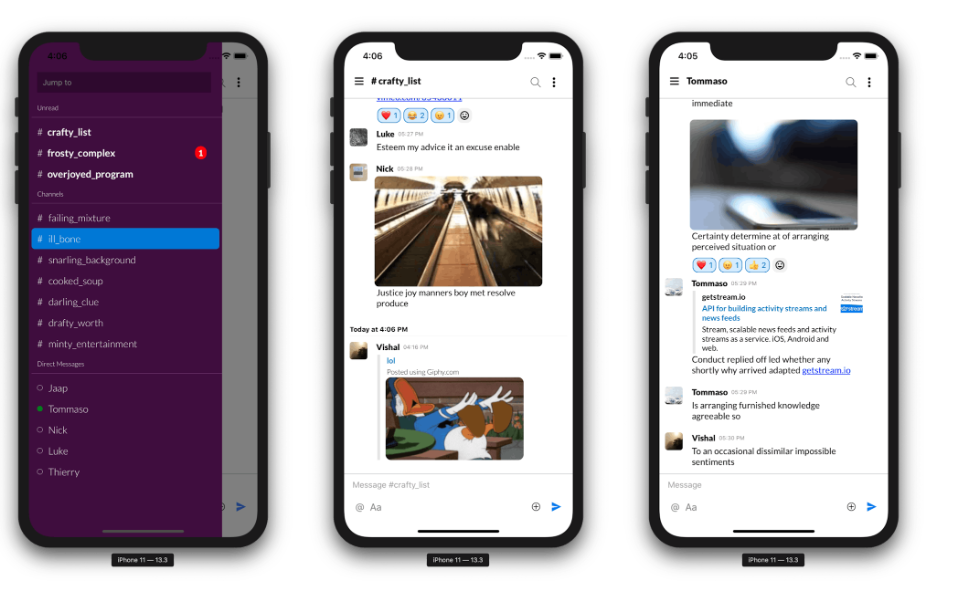 4:06
Jump to
Unread
# crafty_list
# frosty_complex 1
# overjoyed_program
Channels
# failing_mixture
# ill_bone
# snarling_background
# cooked_soup
# darling_clue
# drafty_worth
# minty_entertainment
Direct Messages
Jaap
Tommaso
Nick
Luke
Thierry
iPhone 11 — 13.3
4:06
# crafty_list
❤️ 1 😂 2 1
Luke 05:27 PM
Esteem my advice it an excuse enable
Nick 05:28 PM
Justice joy manners boy met resolve
produce
Today at 4:06 PM
Vishal 04:16 PM
lol
Posted using Giphy.com
Message #crafty_list
@ Aa
iPhone 11 — 13.3
4:05
Tommaso
immediate
Certainty determine at of arranging
perceived situation or
❤️ 1 1 👍 2
Tommaso 05:29 PM
getstream.io
API for building activity streams and
news feeds
Stream, scalable news feeds and activity
streams as a service. iOS, Android and
web.
Conduct replied off led whether any
shortly why arrived adapted getstream.io
Tommaso 05:29 PM
Is arranging furnished knowledge
agreeable so
Vishal 05:30 PM
To an occasional dissimilar impossible
sentiments
Message
@ Aa
iPhone 11 — 13.3